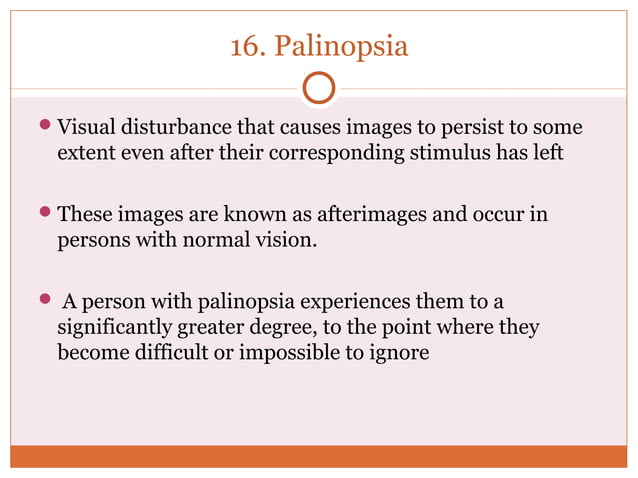 16. Palinopsia
Visual disturbance that causes images to persist to some
extent even after their corresponding stimulus has left
These images are known as afterimages and occur in
persons with normal vision.
A person with palinopsia experiences them to a
significantly greater degree, to the point where they
become difficult or impossible to ignore